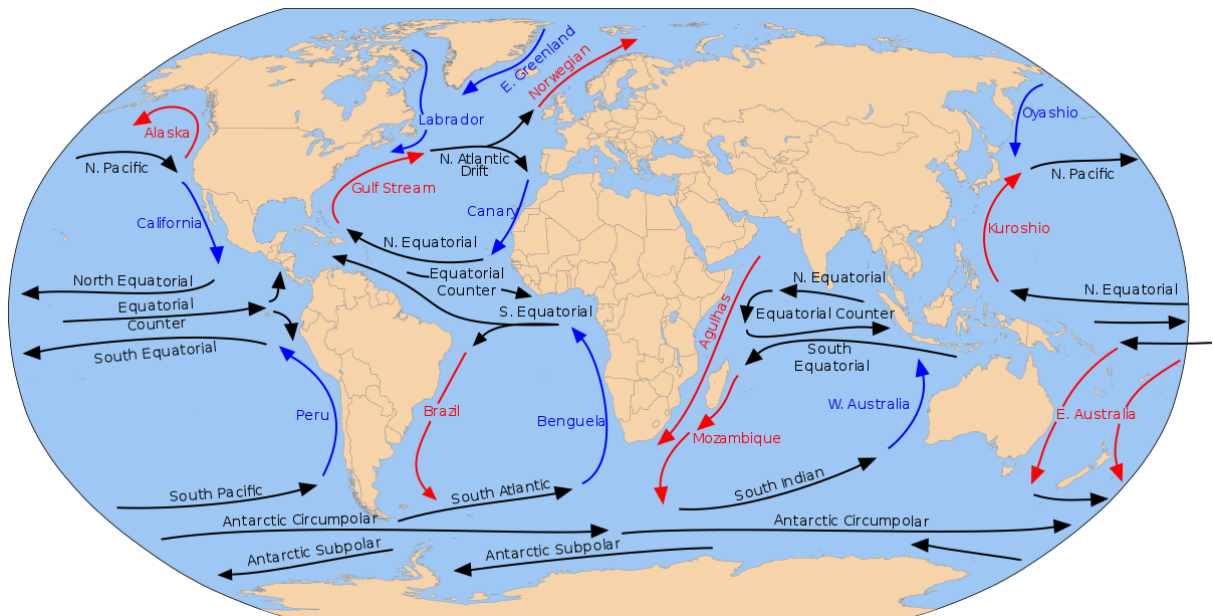 E. Greenland
Norwegian
Alaska
Labrador
Oyashio
N. Pacific
N. Atlantic
Drift
N. Pacific
Gulf Stream
California
Canary
Kuroshio
N. Equatorial
North Equatorial
Equatorial
Counter
N. Equatorial
N. Equatorial
Equatorial
Counter
S. Equatorial
Agulhas
Equatorial Counter
South Equatorial
South
Equatorial
Peru
Brazil
Benguela
W. Australia
E. Australia
Mozambique
South Pacific
South Atlantic
South Indian
Antarctic Circumpolar
Antarctic Circumpolar
Antarctic Subpolar
Antarctic Subpolar